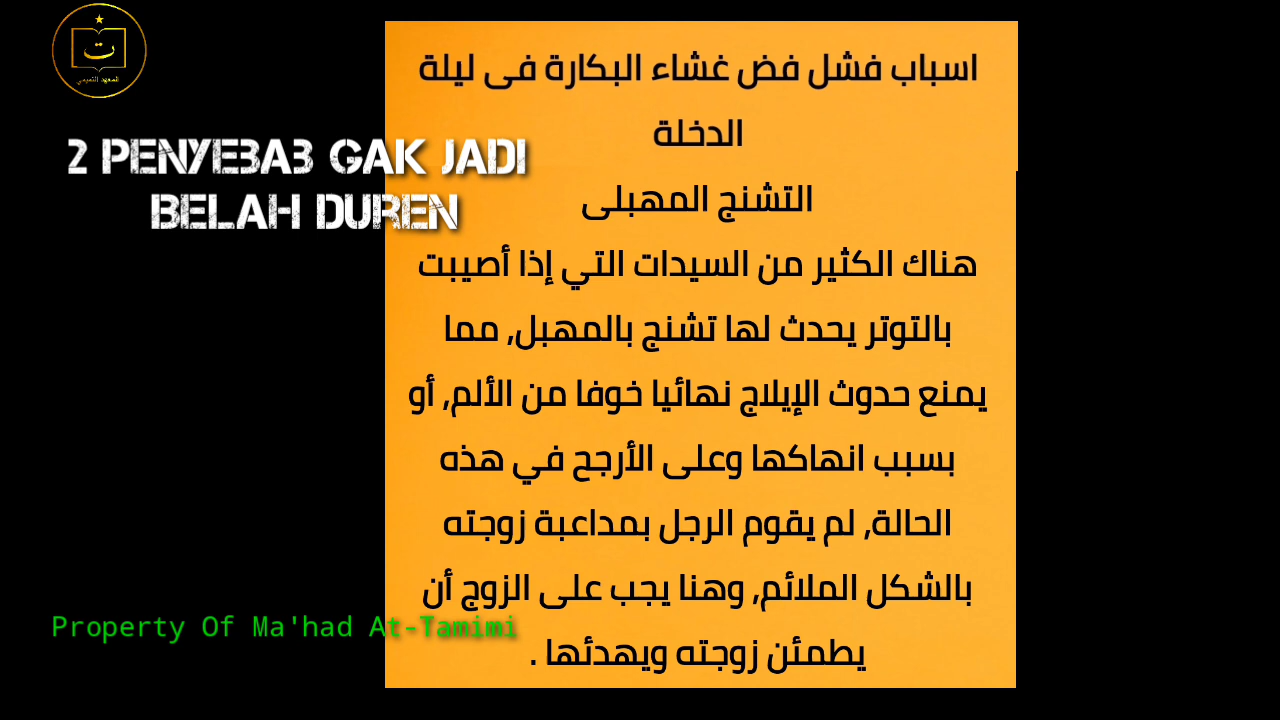 ت
المعهد التميمي
2 PENYEBAB GAK JADI
BELAH DUREN
اسباب فشل فض غشاء البكارة فى ليلة
الدخلة
التشنج المهبلى
هناك الكثير من السيدات التي إذا أصيبت
بالتوتر يحدث لها تشنج بالمهبل, مما
يمنع حدوث الإيلاج نهائيا خوفا من الألم, أو
بسبب انهاكها وعلى الأرجح في هذه
الحالة, لم يقوم الرجل بمداعبة زوجته
بالشكل الملائم, وهنا يجب على الزوج أن
يطمئن زوجته ويهدئها .
Property Of Ma'had At-Tamimi